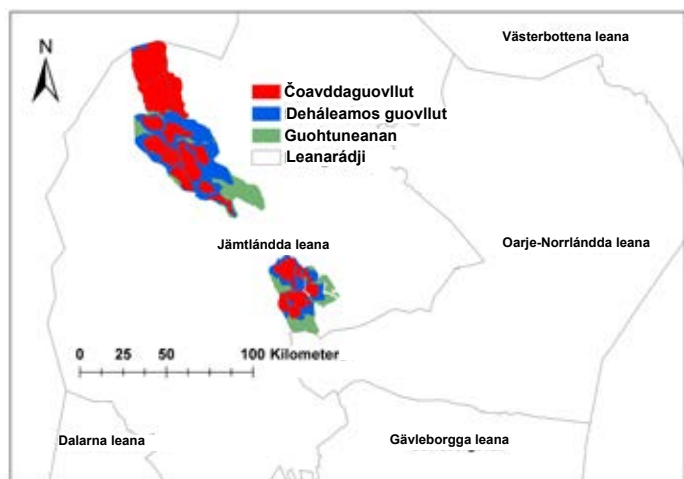 Västerbottena leana
N
Čoavddaguovllut
Deháleamos guovllut
Guohtuneanan
Leanarádji
Jämtlándda leana
Oarje-Norrlándda leana
0 25 50 100 Kilometer
Dalarna leana
Gävleborgga leana